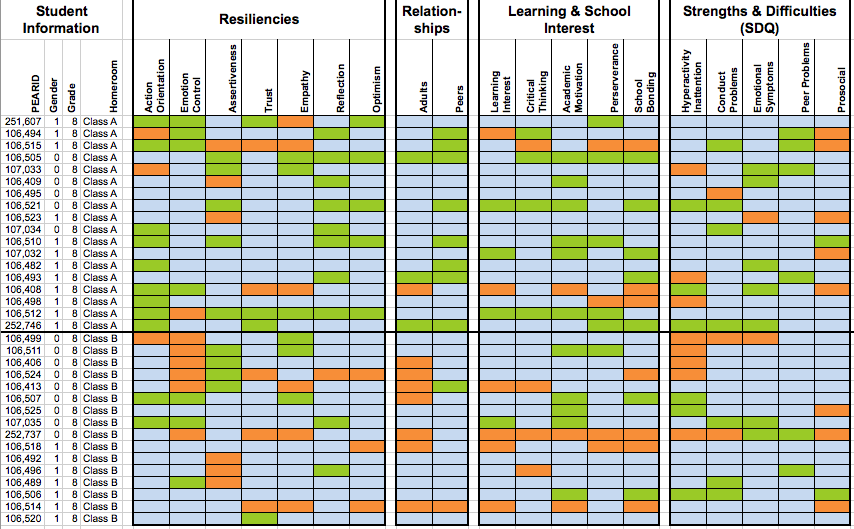 Student Information
Resiliencies
Relation-ships
Learning & School Interest
Strengths & Difficulties (SDQ)
PEARID Gender Grade Homeroom Action Orientation Emotion Control Assertiveness Trust Empathy Reflection Optimism Adults Peers Learning Interest Critical Thinking Academic Motivation Perserverance School Bonding Hyperactivity Inattention Conduct Problems Emotional Symptoms Peer Problems Prosocial
251,607 1 8 Class A
106,494 1 8 Class A
106,515 1 8 Class A
106,505 0 8 Class A
107,033 0 8 Class A
106,409 0 8 Class A
106,495 0 8 Class A
106,521 0 8 Class A
106,523 1 8 Class A
107,034 0 8 Class A
106,510 1 8 Class A
107,032 1 8 Class A
106,482 1 8 Class A
106,493 1 8 Class A
106,408 1 8 Class A
106,498 1 8 Class A
106,512 1 8 Class A
252,746 1 8 Class A
106,499 0 8 Class B
106,511 0 8 Class B
106,406 0 8 Class B
106,524 0 8 Class B
106,413 1 8 Class B
106,507 0 8 Class B
106,525 0 8 Class B
107,035 0 8 Class B
252,737 0 8 Class B
106,518 1 8 Class B
106,492 1 8 Class B
106,496 1 8 Class B
106,489 1 8 Class B
106,506 1 8 Class B
106,514 1 8 Class B
106,520 1 8 Class B